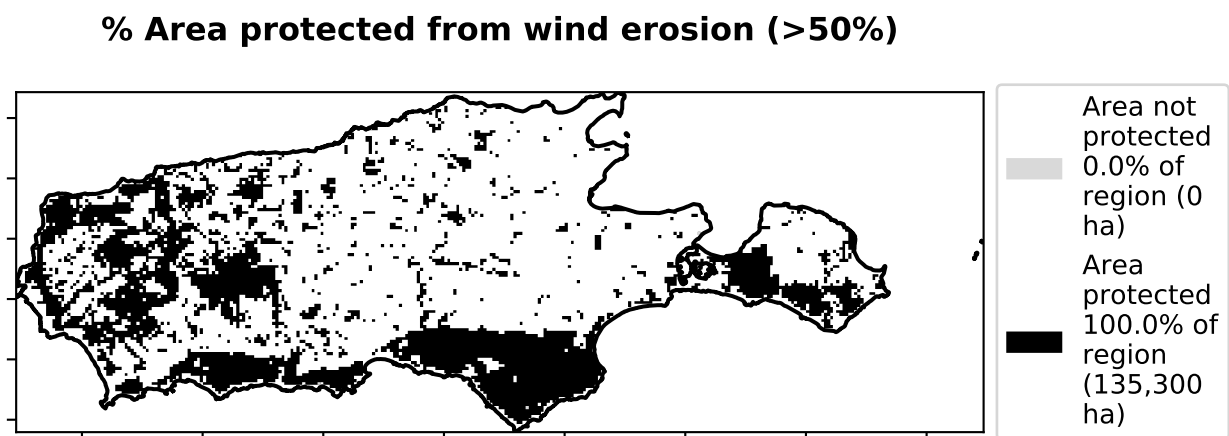 % Area protected from wind erosion (>50%)
Area not
protected
0.0% of
region (0
ha)
Area
protected
100.0% of
region
(135,300
ha)